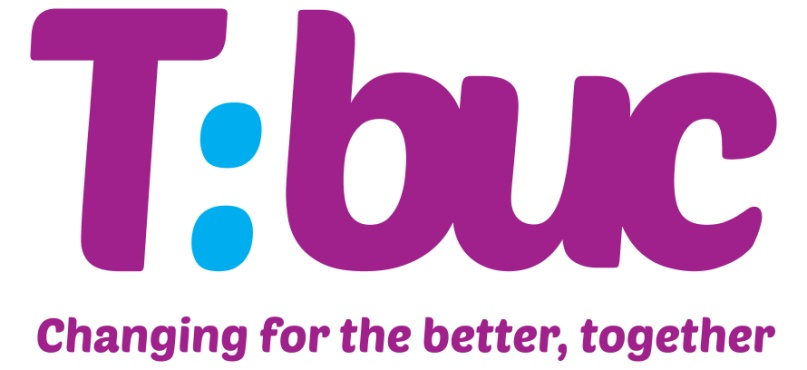 T:buc
Changing for the better, together